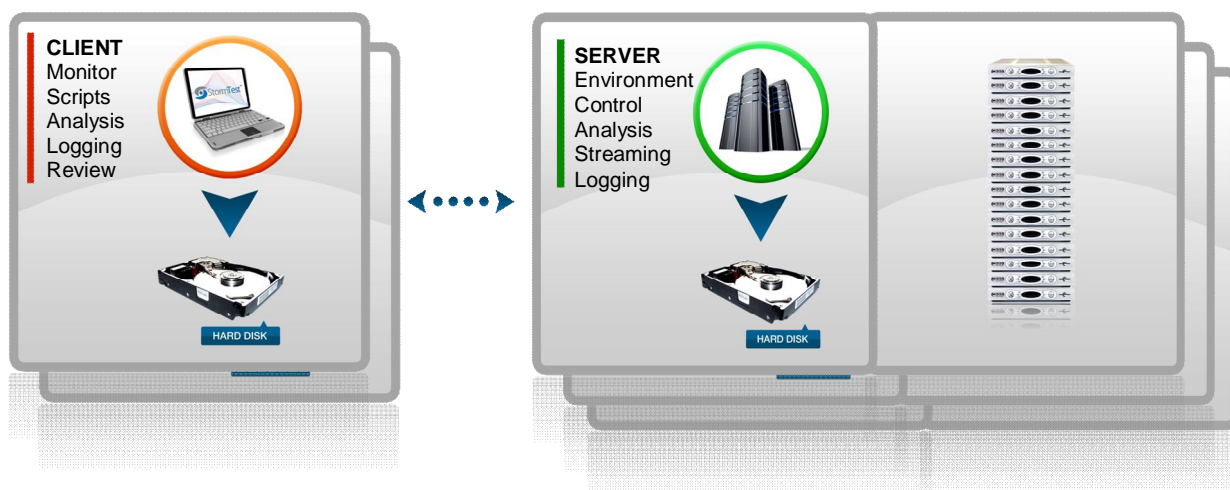 CLIENT
Monitor
Scripts
Analysis
Logging
Review
StormTest
HARD DISK
SERVER
Environment
Control
Analysis
Streaming
Logging
HARD DISK